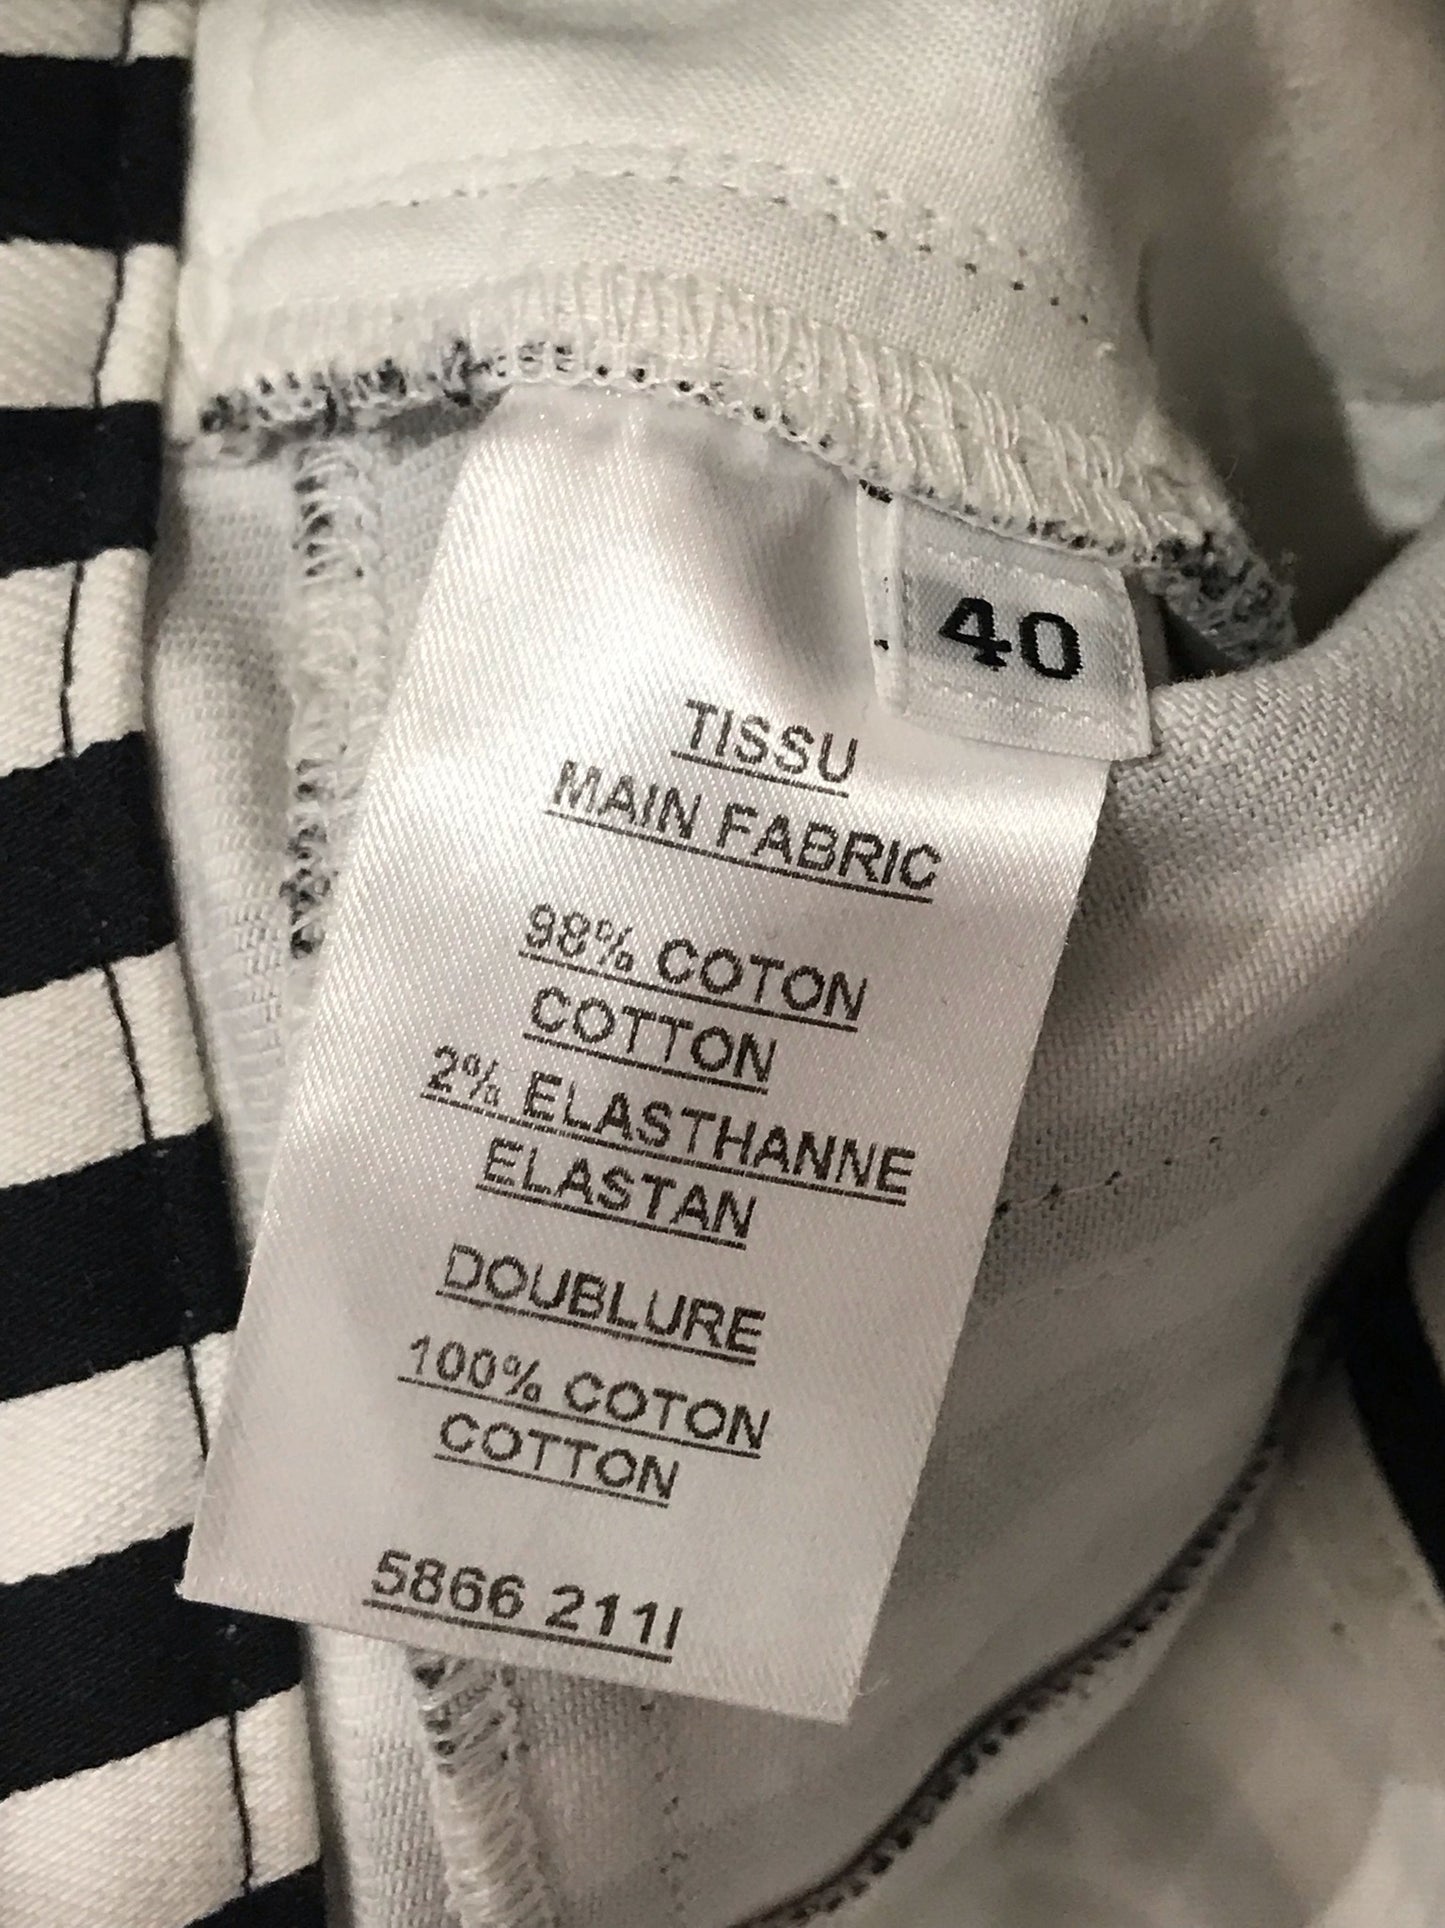 40
TISSU
MAIN FABRIC
98% COTON
COTTON
2% ELASTHANNE
ELASTAN
DOUBLURE
100% COTON
COTTON
5866 211I